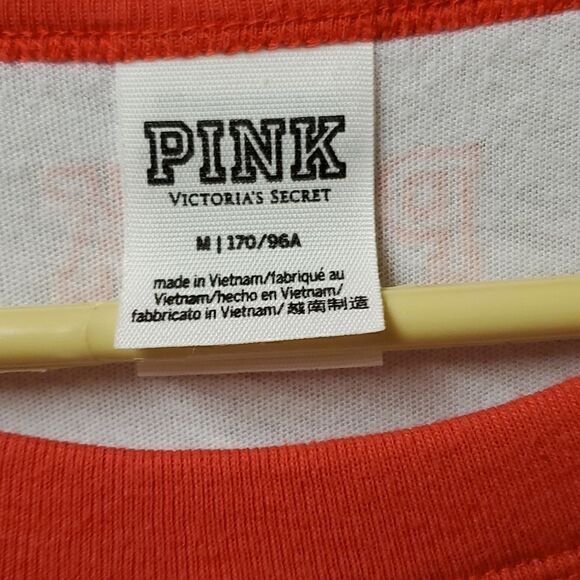 PINK
VICTORIA'S SECRET
M | 170/96A
made in Vietnam/fabriqué au
Vietnam/hecho en Vietnam/
fabbricato in Vietnam/ 越南制造